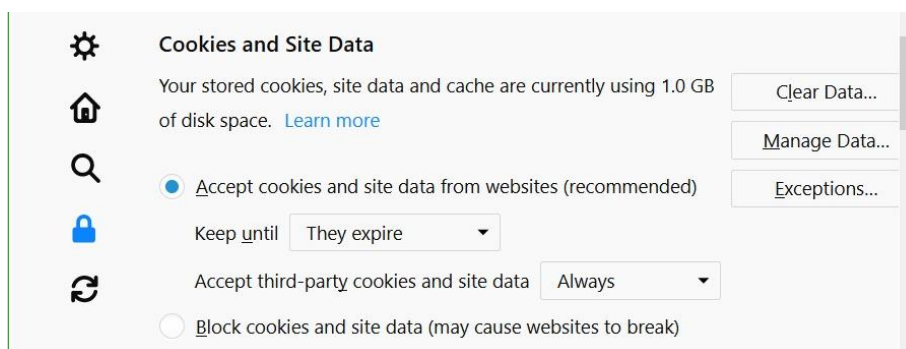 Cookies and Site Data
Your stored cookies, site data and cache are currently using 1.0 GB
of disk space. Learn more
Clear Data...
Manage Data...
Exceptions...
Accept cookies and site data from websites (recommended)
Keep until They expire
Accept third-party cookies and site data Always
Block cookies and site data (may cause websites to break)